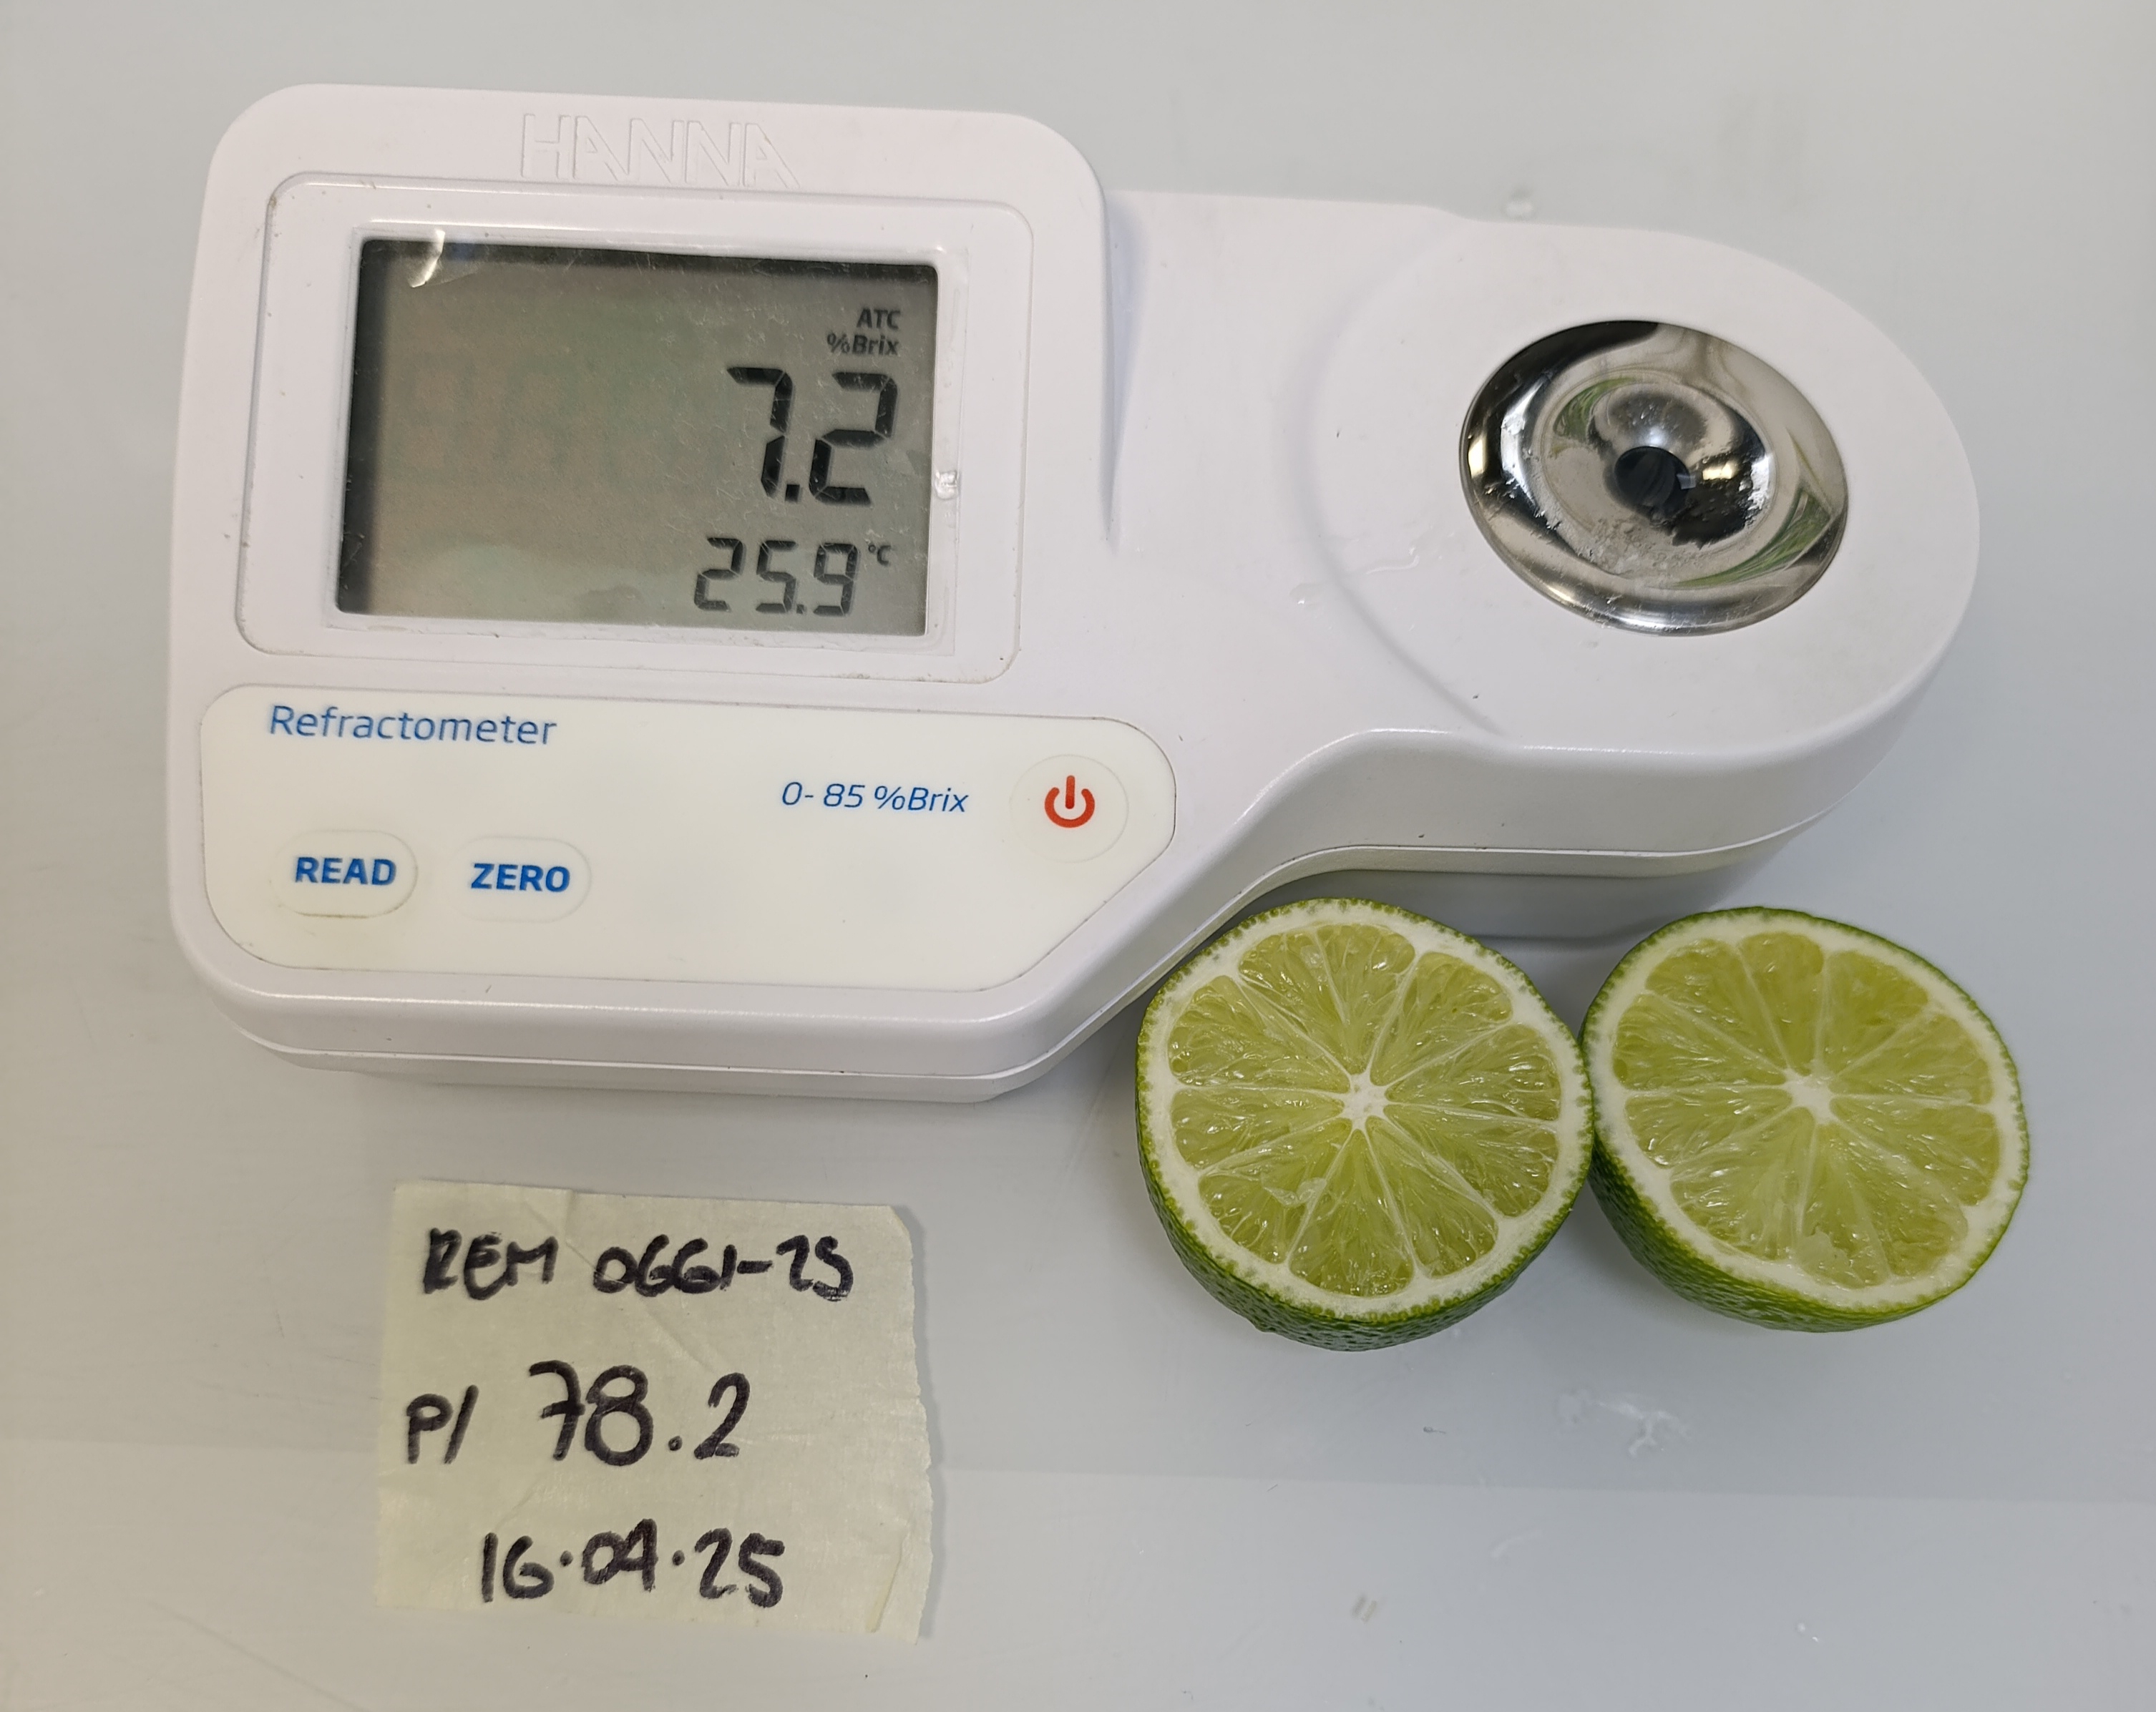 HANNA
ATC
%Brix
7.2
25.9 °C
Refractometer
0- 85 %Brix
READ
ZERO
REM 0661-25
P/ 78.2
16.04.25